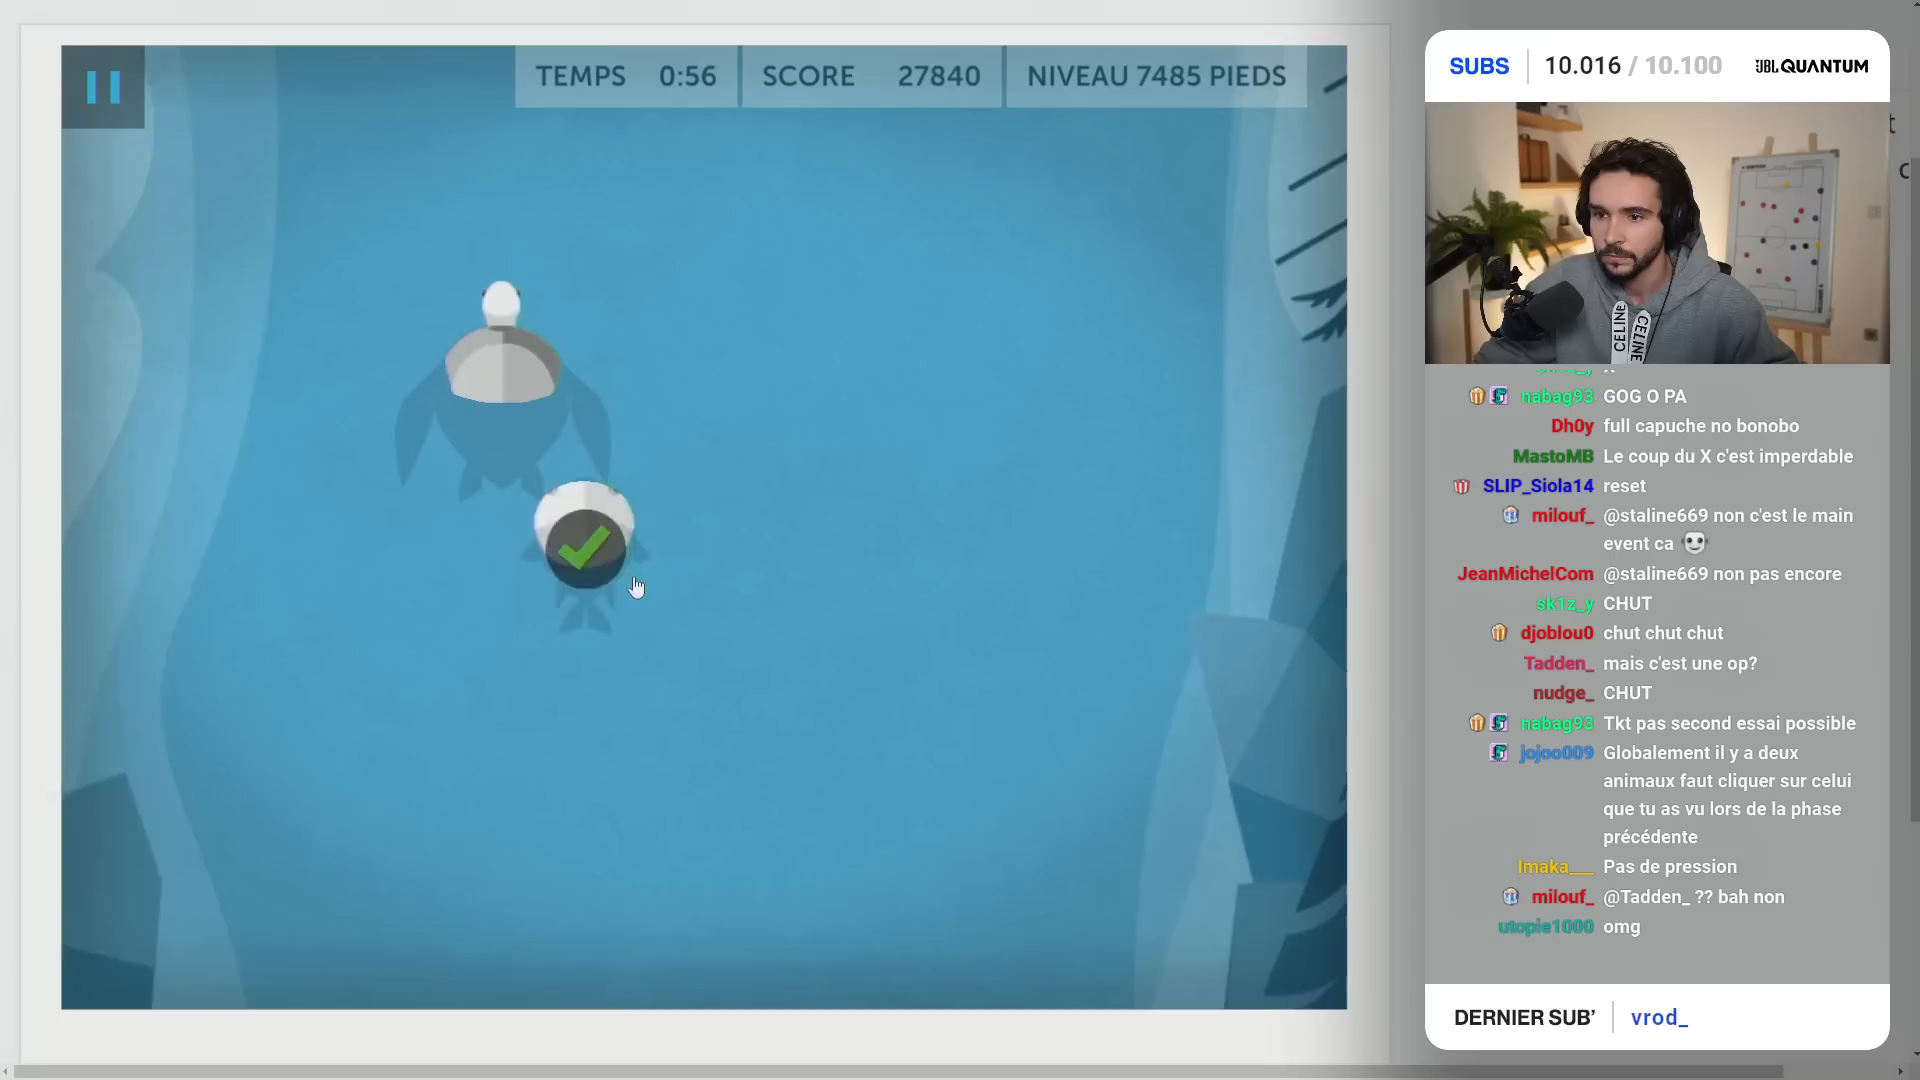 TEMPS 0:56 SCORE 27840 NIVEAU 7485 PIEDS
SUBS 10.016 / 10.100 JBL QUANTUM
CELINE CELINE
nabag93 GOG O PA
Dh0y full capuche no bonobo
MastoMB Le coup du X c'est imperdable
SLIP_Siola14 reset
milouf_ @staline669 non c'est le main
event ca
JeanMichelCom @staline669 non pas encore
sk1z_y CHUT
djoblou0 chut chut chut
Tadden_ mais c'est une op?
nudge_ CHUT
nabag93 Tkt pas second essai possible
jojoo009 Globalement il y a deux
animaux faut cliquer sur celui
que tu as vu lors de la phase
précédente
Imaka___ Pas de pression
milouf_ @Tadden_ ?? bah non
utopie1000 omg
DERNIER SUB' vrod_